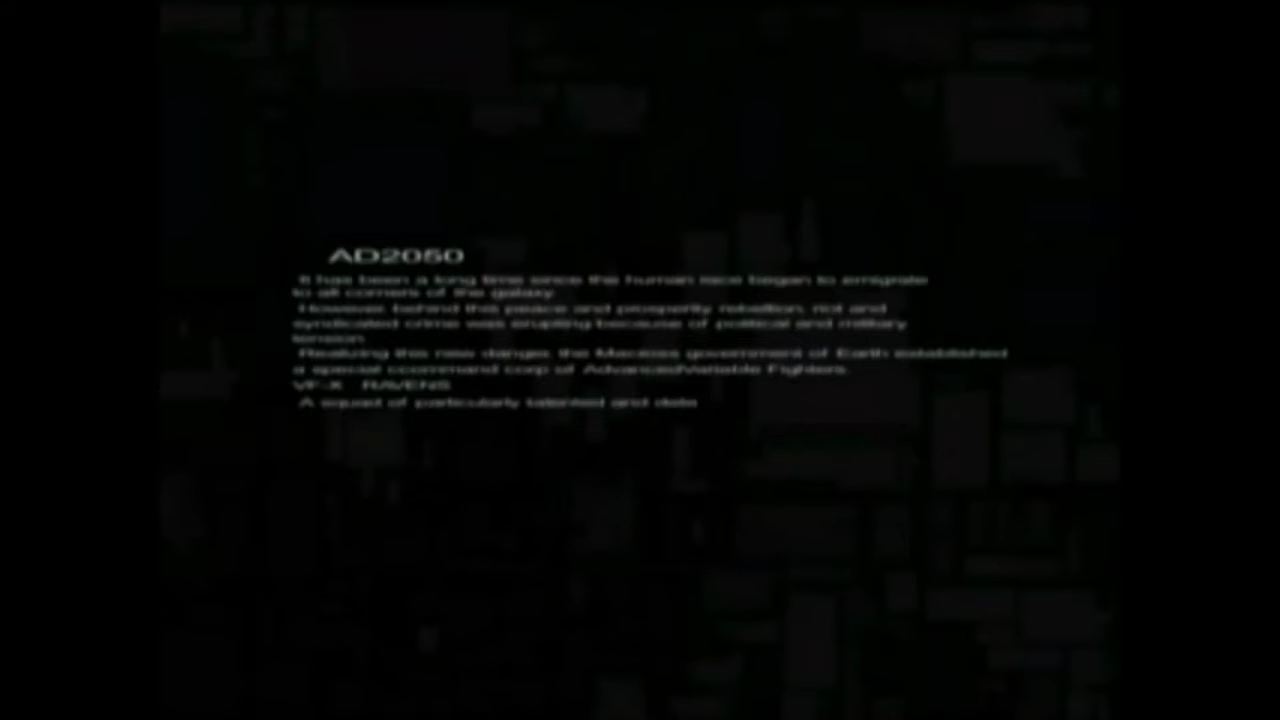 AD2050
It has been a long time since the human race began to emigrate
to all corners of the galaxy.
However, behind this peace and prosperity rebellion, riot and
syndicated crime was erupting because of political and military
tension.
Realizing this new danger, the Macross government of Earth established
a special ccommand corp of AdvancedVariable Fighters.
VF-X RAVENS
A squad of particularly talented and